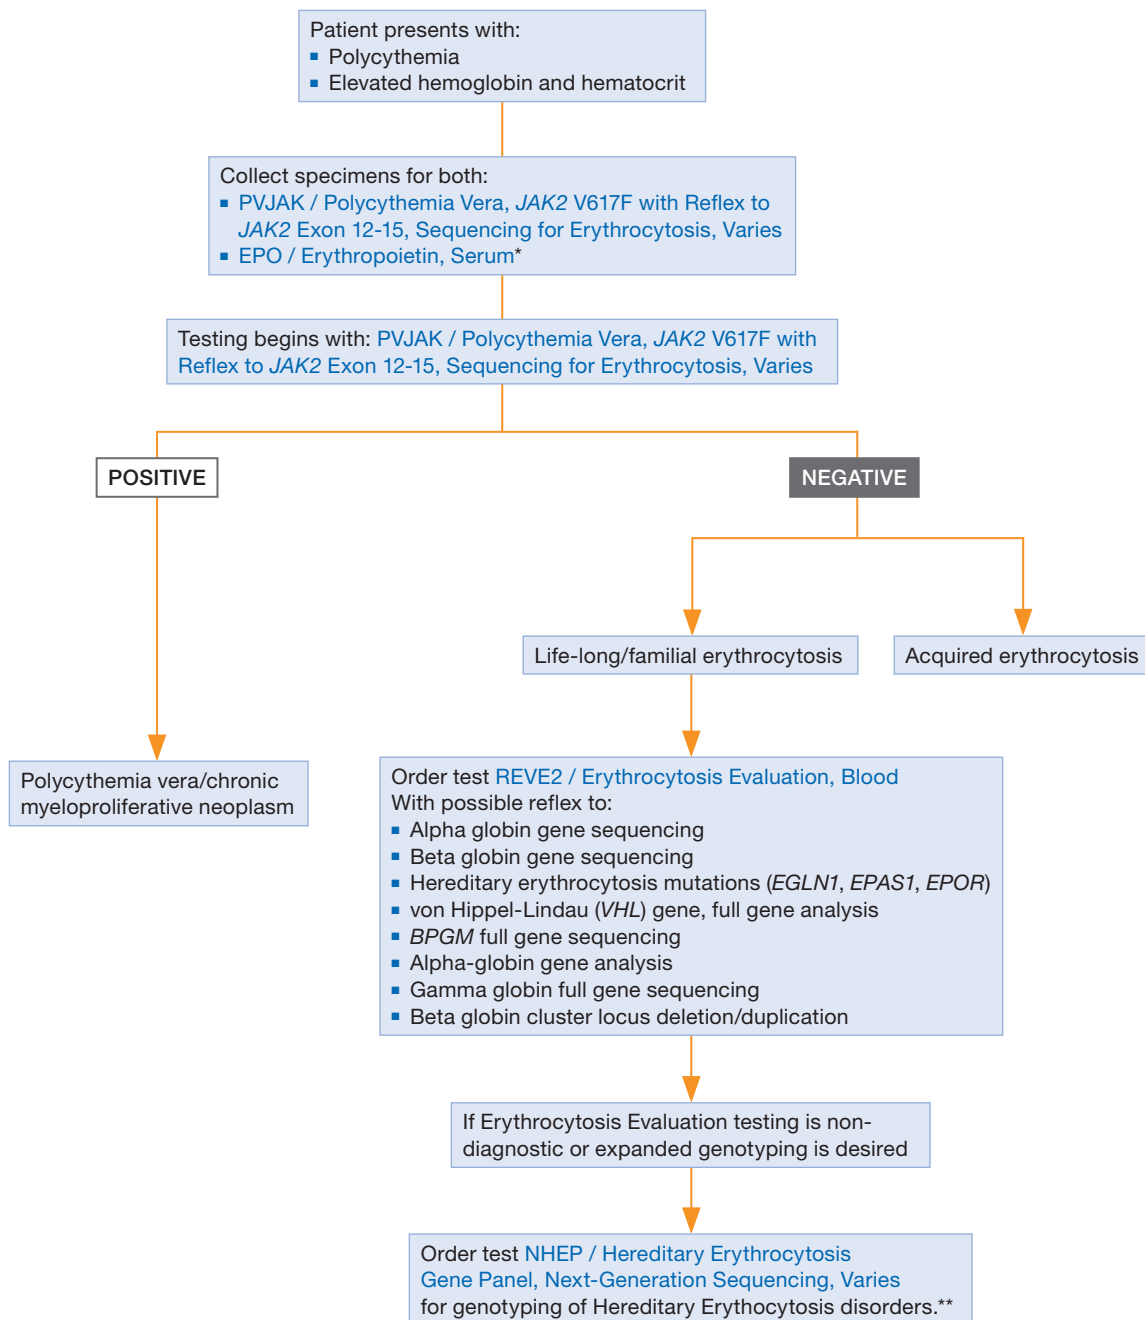 Patient presents with:
▪ Polycythemia
▪ Elevated hemoglobin and hematocrit
Collect specimens for both:
▪ PVJAK / Polycythemia Vera, JAK2 V617F with Reflex to
JAK2 Exon 12-15, Sequencing for Erythrocytosis, Varies
▪ EPO / Erythropoietin, Serum*
Testing begins with: PVJAK / Polycythemia Vera, JAK2 V617F with
Reflex to JAK2 Exon 12-15, Sequencing for Erythrocytosis, Varies
POSITIVE
NEGATIVE
Life-long/familial erythrocytosis
Acquired erythrocytosis
Polycythemia vera/chronic
myeloproliferative neoplasm
Order test REVE2 / Erythrocytosis Evaluation, Blood
With possible reflex to:
▪ Alpha globin gene sequencing
▪ Beta globin gene sequencing
▪ Hereditary erythrocytosis mutations (EGLN1, EPAS1, EPOR)
▪ von Hippel-Lindau (VHL) gene, full gene analysis
▪ BPGM full gene sequencing
▪ Alpha-globin gene analysis
▪ Gamma globin full gene sequencing
▪ Beta globin cluster locus deletion/duplication
If Erythrocytosis Evaluation testing is non-
diagnostic or expanded genotyping is desired
Order test NHEP / Hereditary Erythrocytosis
Gene Panel, Next-Generation Sequencing, Varies
for genotyping of Hereditary Erythocytosis disorders.**